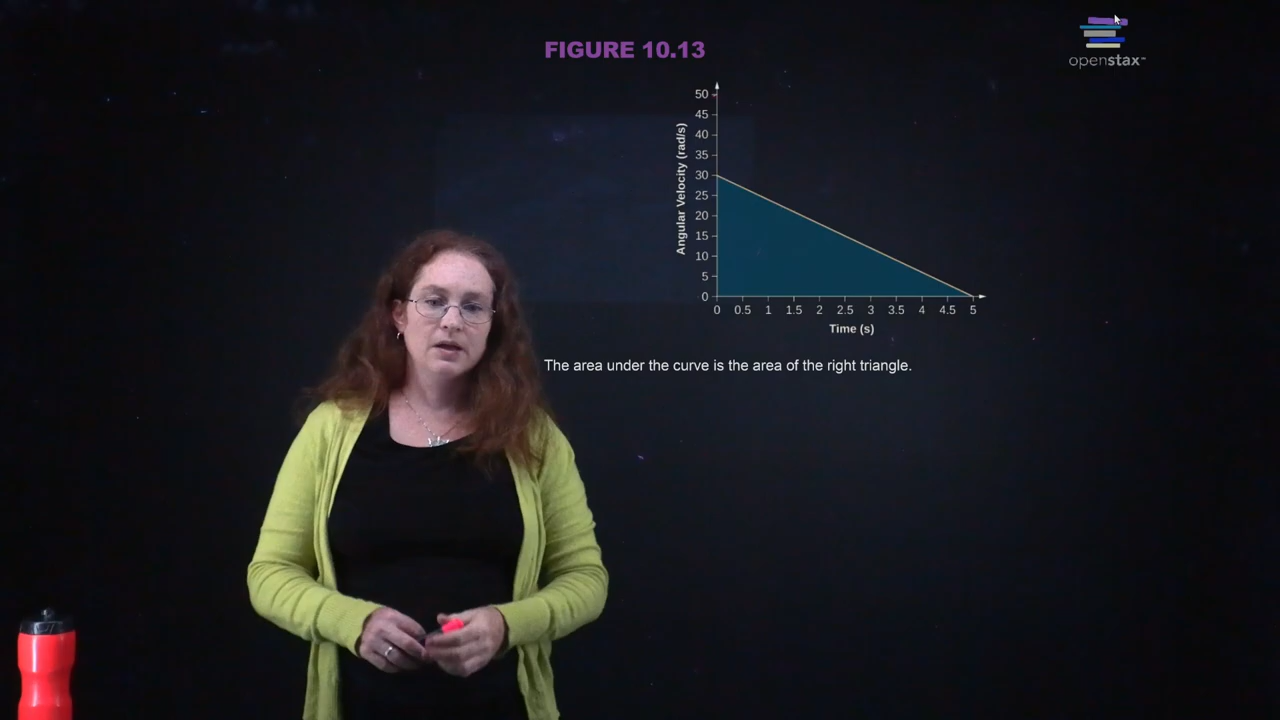 FIGURE 10.13
openstax™
50
45
40
35
30
25
20
15
10
5
0
Angular Velocity (rad/s)
0 0.5 1 1.5 2 2.5 3 3.5 4 4.5 5
Time (s)
The area under the curve is the area of the right triangle.